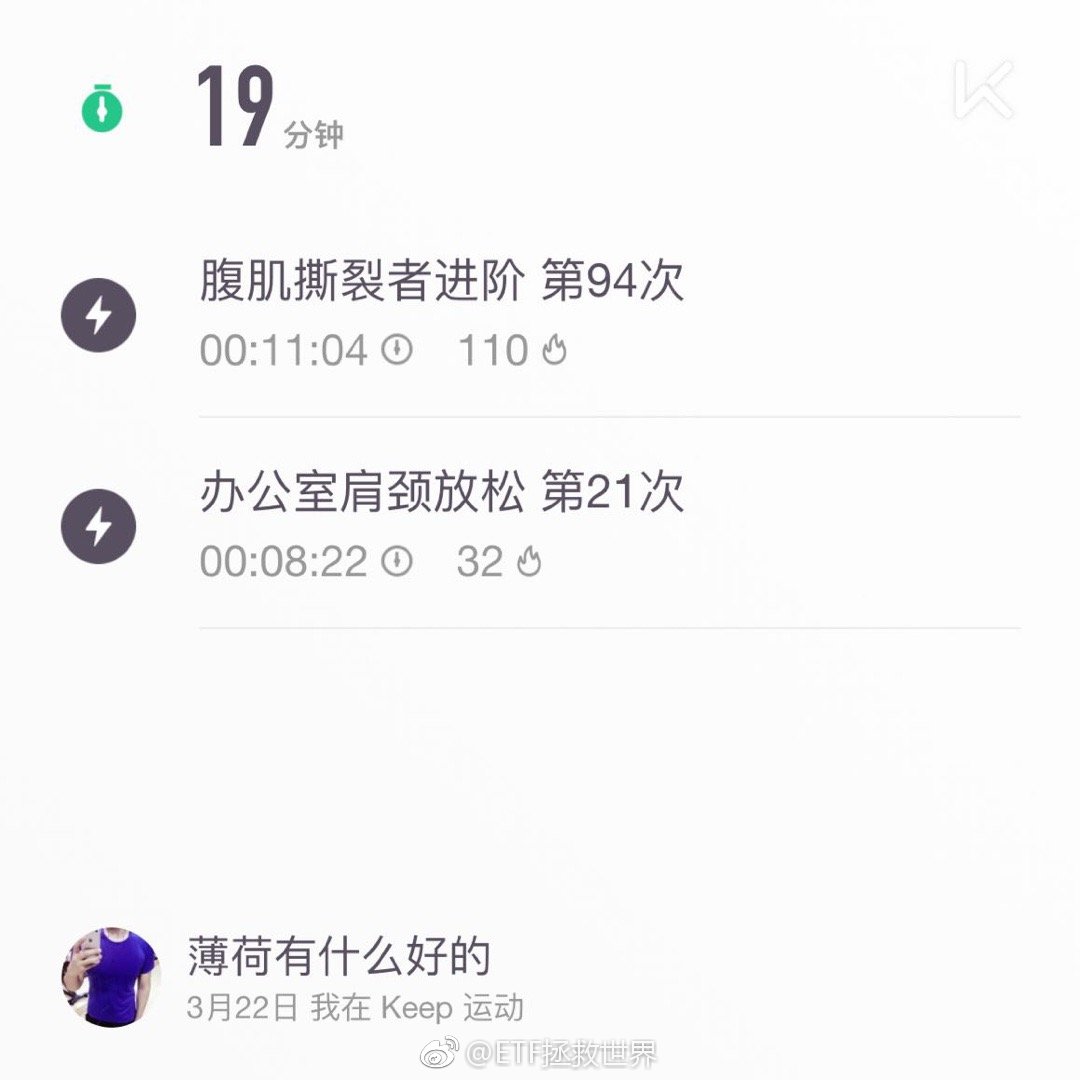 19 分钟
腹肌撕裂者进阶 第94次
00:11:04 110
办公室肩颈放松 第21次
00:08:22 32
薄荷有什么好的
3月22日 我在 Keep 运动
@ETF拯救世界